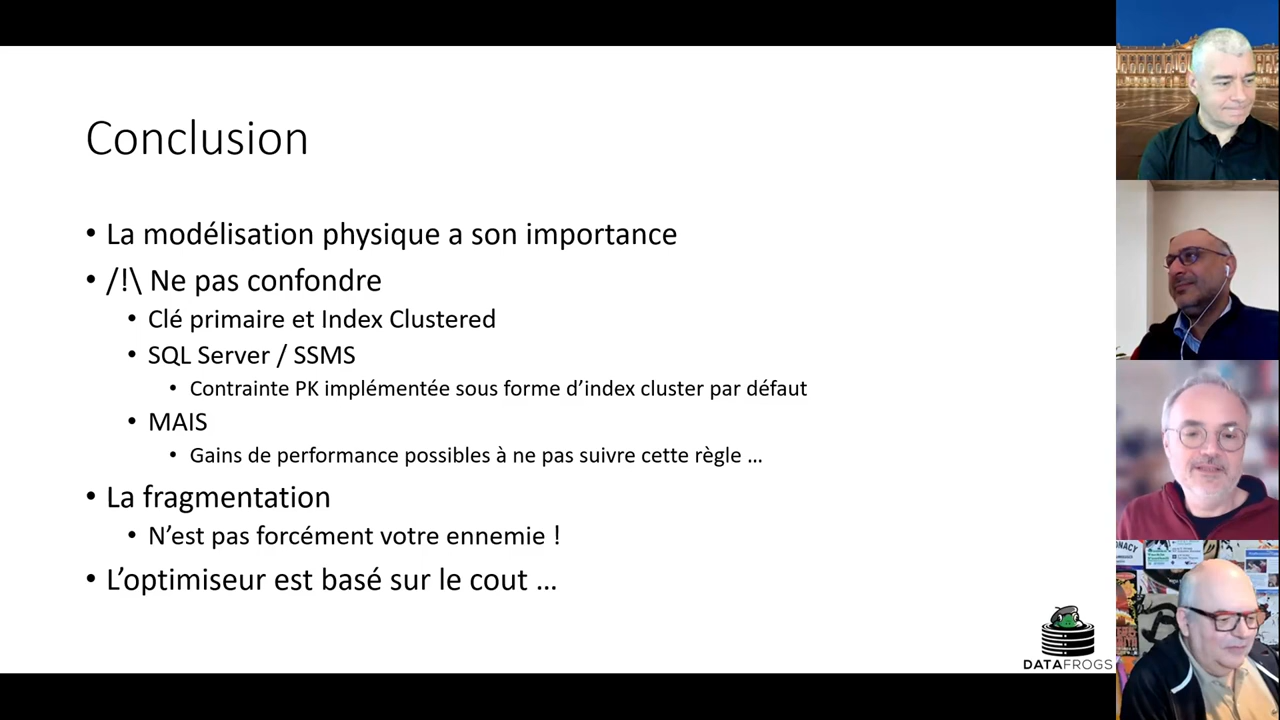 Conclusion
• La modélisation physique a son importance
• /!\ Ne pas confondre
• Clé primaire et Index Clustered
• SQL Server / SSMS
• Contrainte PK implémentée sous forme d’index cluster par défaut
• MAIS
• Gains de performance possibles à ne pas suivre cette règle …
• La fragmentation
• N’est pas forcément votre ennemie !
• L’optimiseur est basé sur le cout …
DATAFROGS